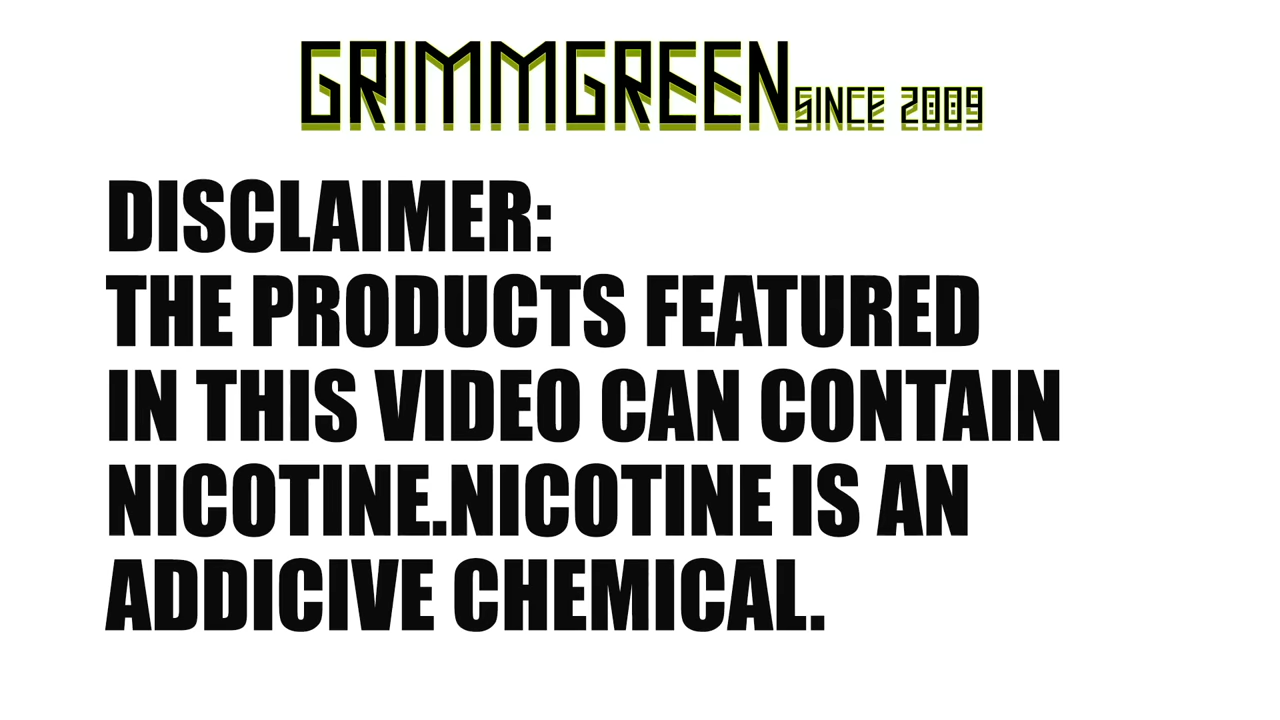 GRIMMGREEN SINCE 2009
DISCLAIMER:
THE PRODUCTS FEATURED
IN THIS VIDEO CAN CONTAIN
NICOTINE.NICOTINE IS AN
ADDICIVE CHEMICAL.